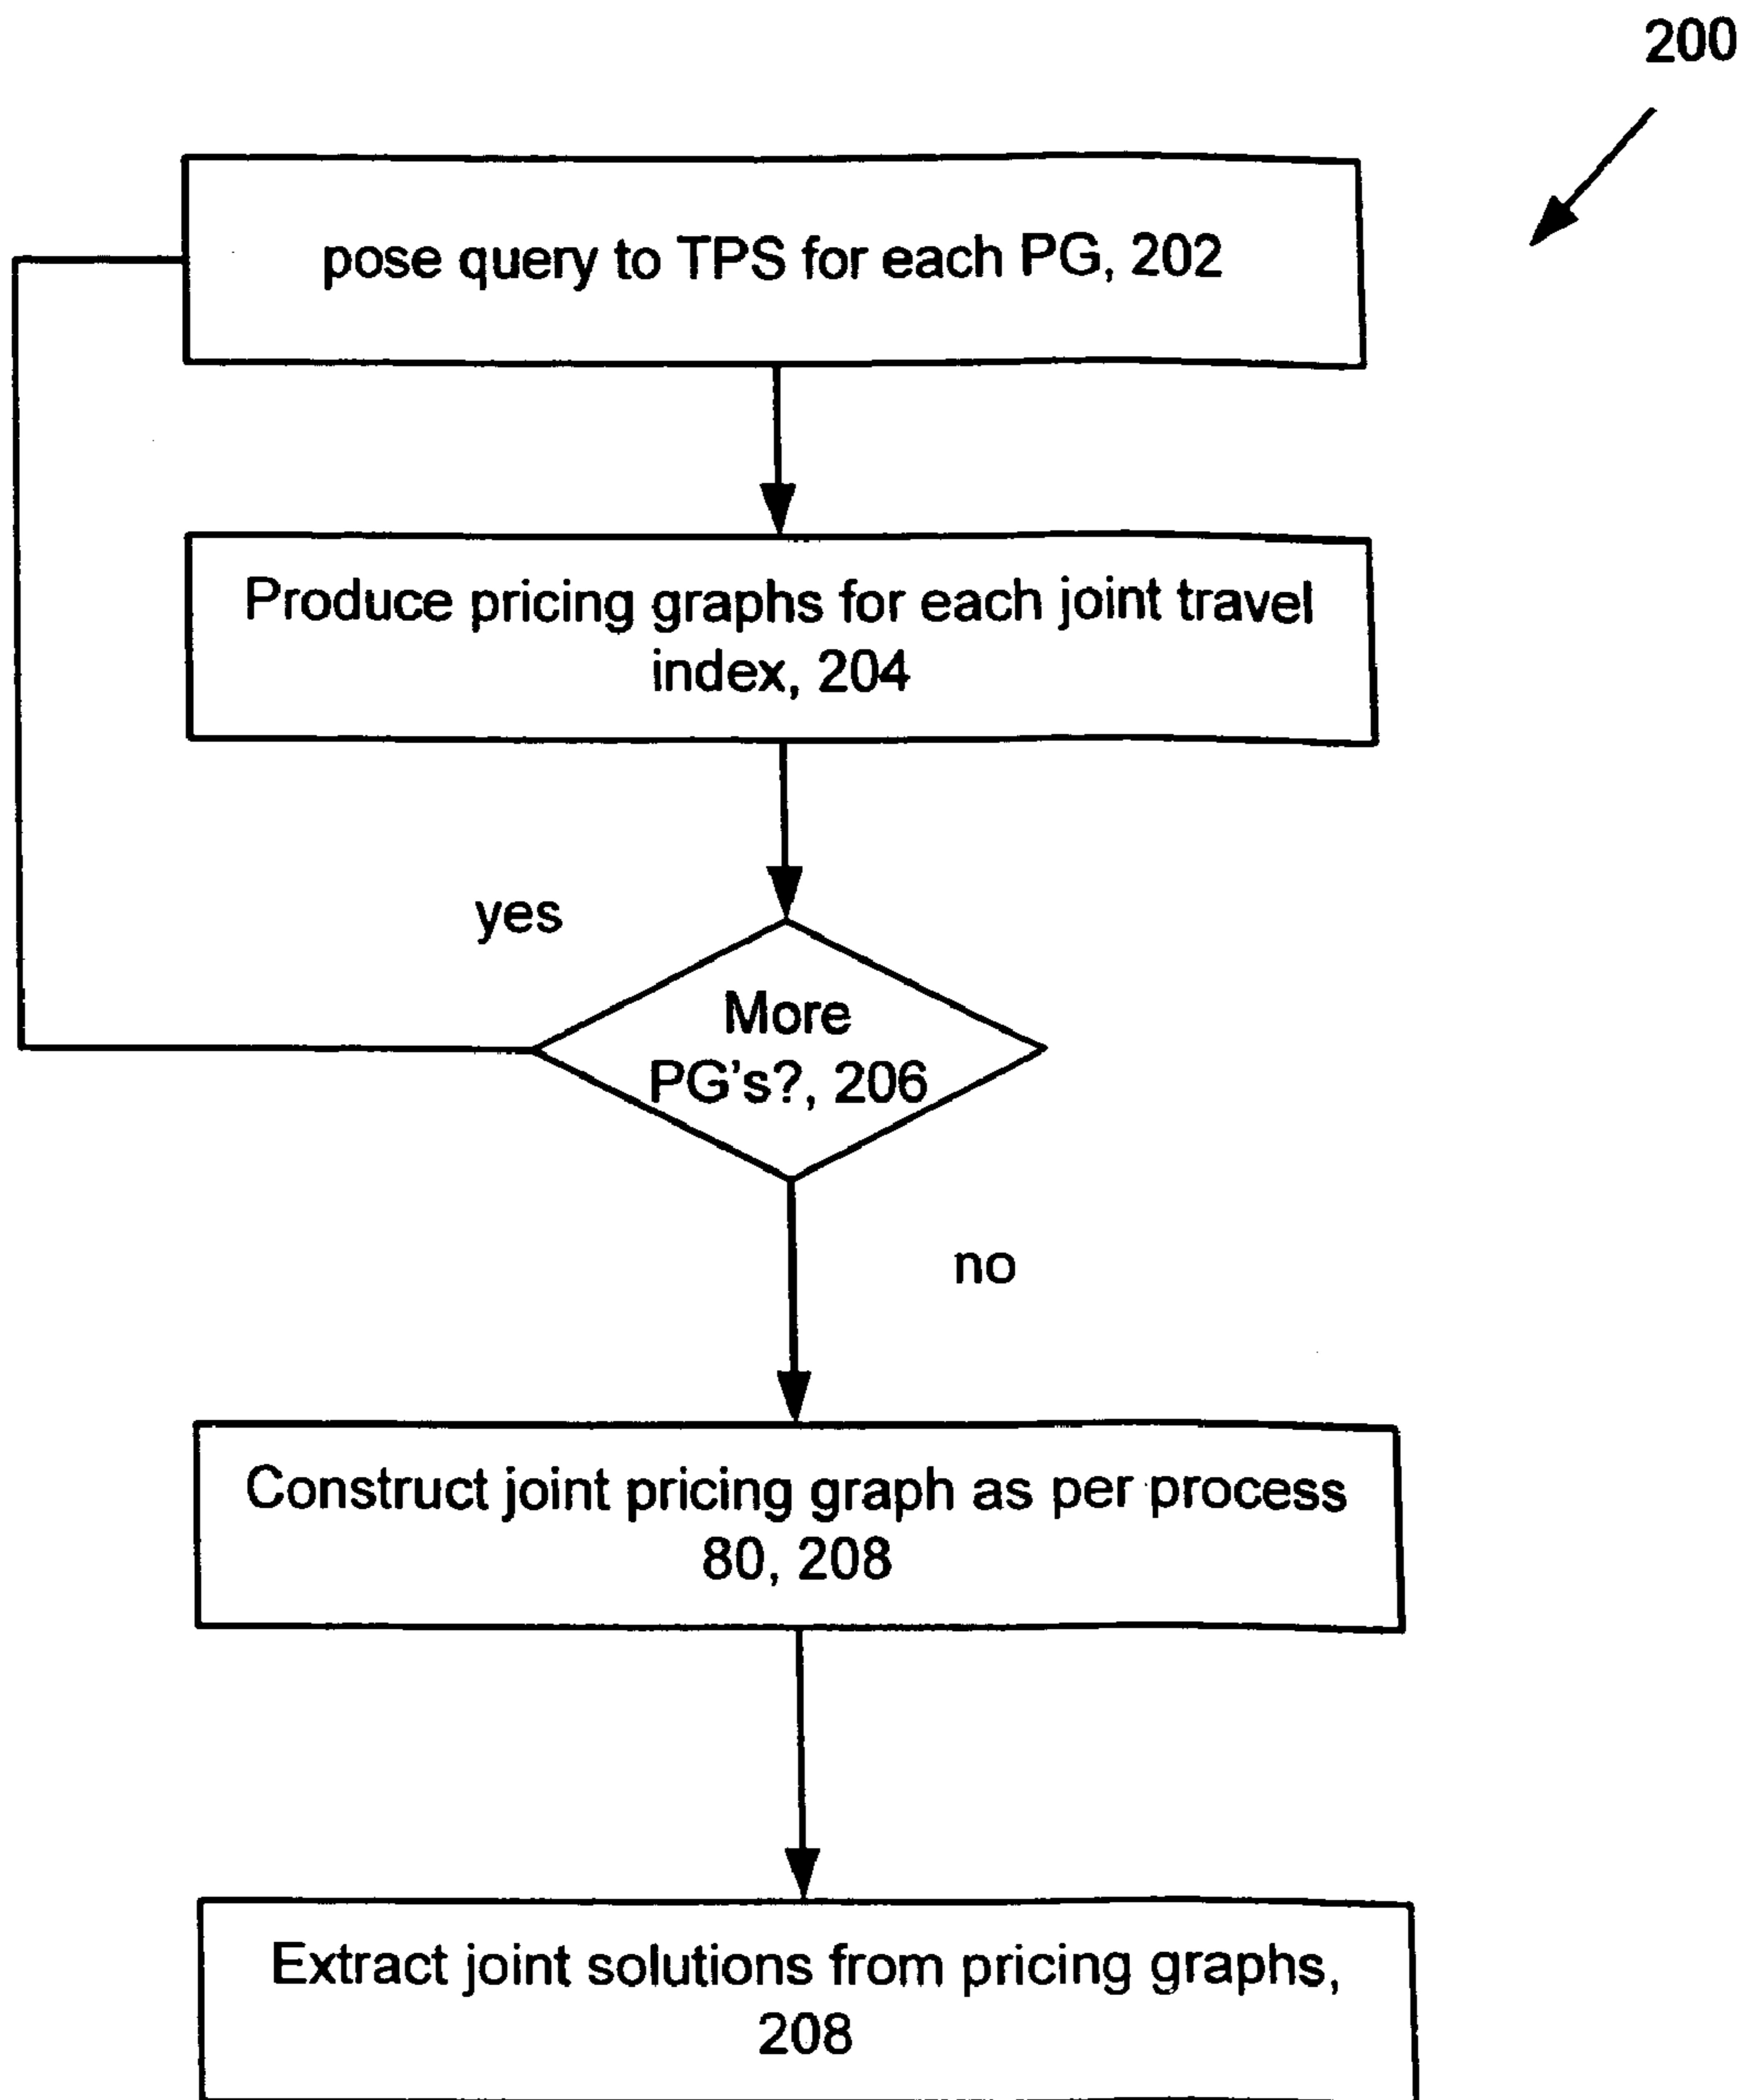 200
pose query to TPS for each PG, 202
Produce pricing graphs for each joint travel
index, 204
yes
More
PG's?, 206
no
Construct joint pricing graph as per process
80, 208
Extract joint solutions from pricing graphs,
208